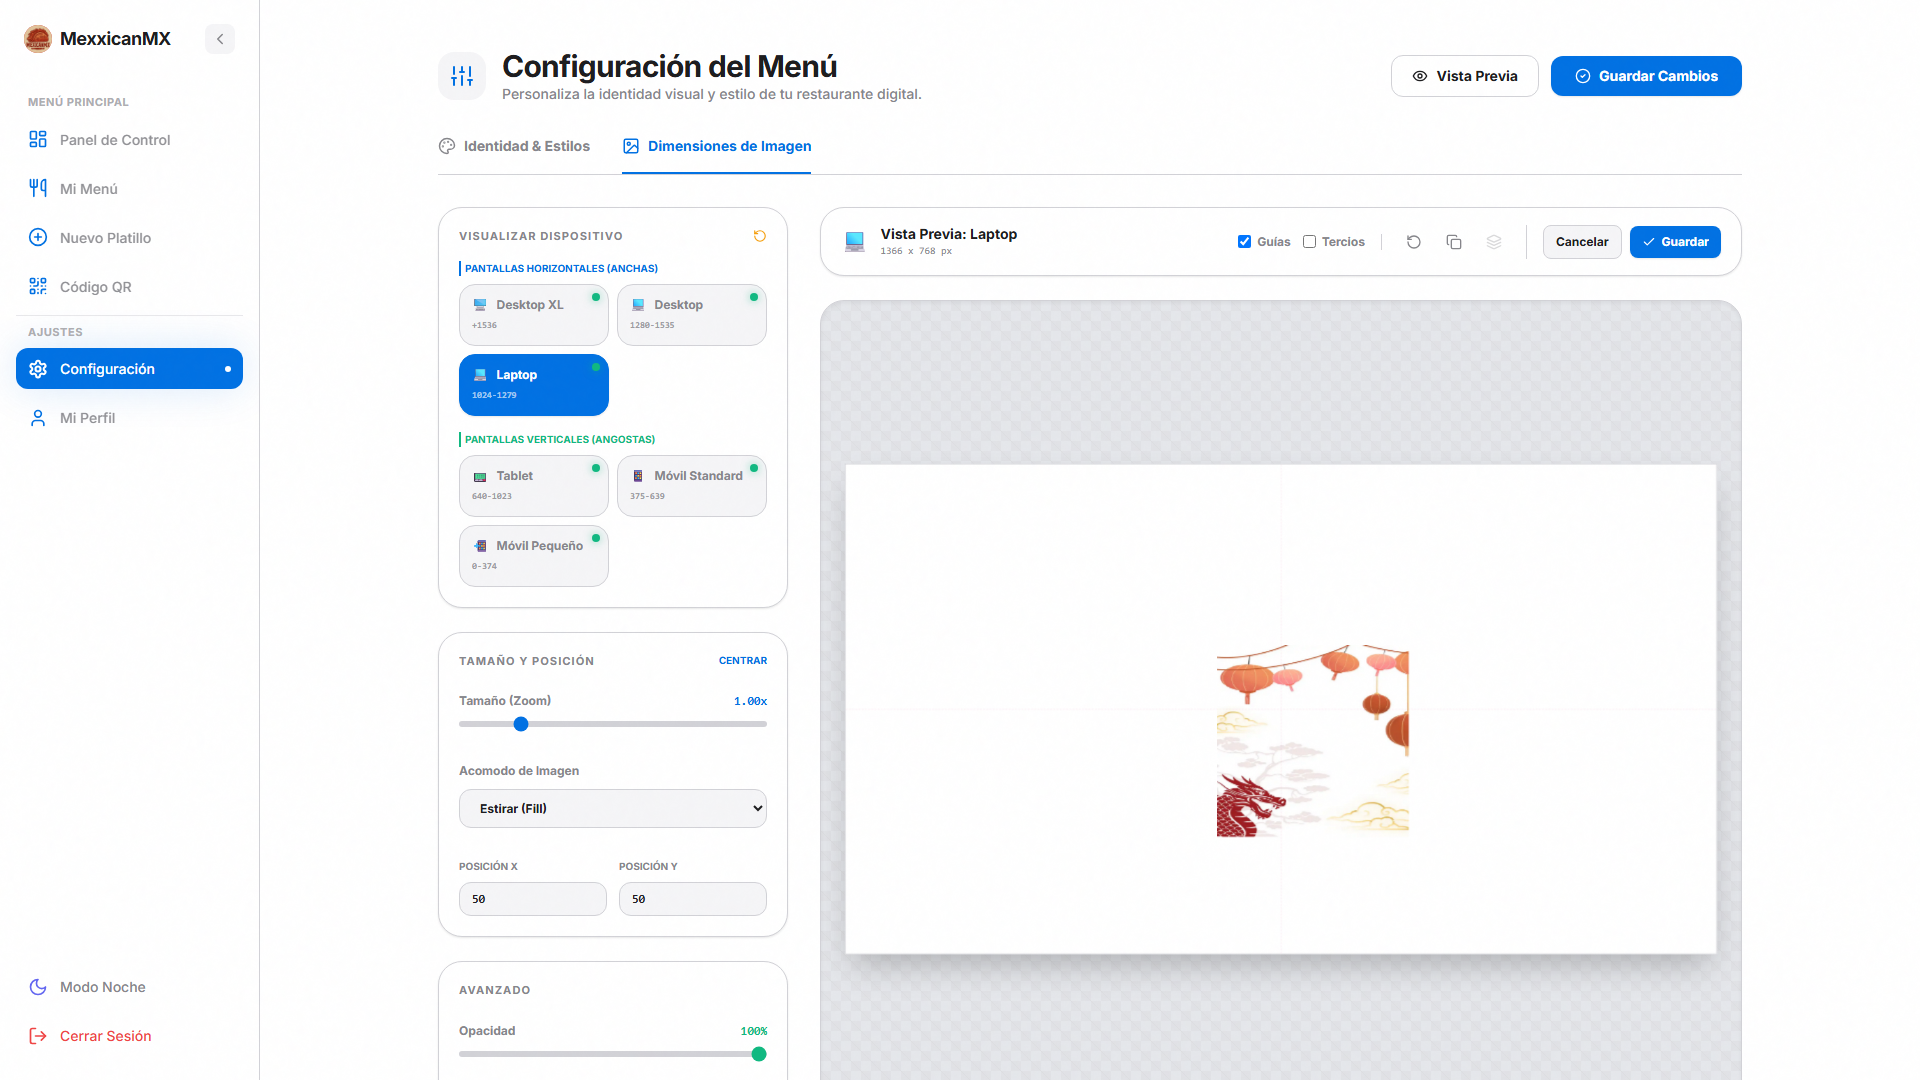 MexxicanMX
MENÚ PRINCIPAL
Panel de Control
Mi Menú
Nuevo Platillo
Código QR
AJUSTES
Configuración
Mi Perfil
Modo Noche
Cerrar Sesión
Configuración del Menú
Personaliza la identidad visual y estilo de tu restaurante digital.
Vista Previa
Guardar Cambios
Identidad & Estilos
Dimensiones de Imagen
VISUALIZAR DISPOSITIVO
PANTALLAS HORIZONTALES (ANCHAS)
Desktop XL
+1536
Desktop
1280-1535
Laptop
1024-1279
PANTALLAS VERTICALES (ANGOSTAS)
Tablet
640-1023
Móvil Standard
375-639
Móvil Pequeño
0-374
TAMAÑO Y POSICIÓN
CENTRAR
Tamaño (Zoom)
1.00x
Acomodo de Imagen
Estirar (Fill)
POSICIÓN X
POSICIÓN Y
50
50
AVANZADO
Opacidad
100%
Vista Previa: Laptop
1366 x 768 px
Guías
Tercios
Cancelar
Guardar